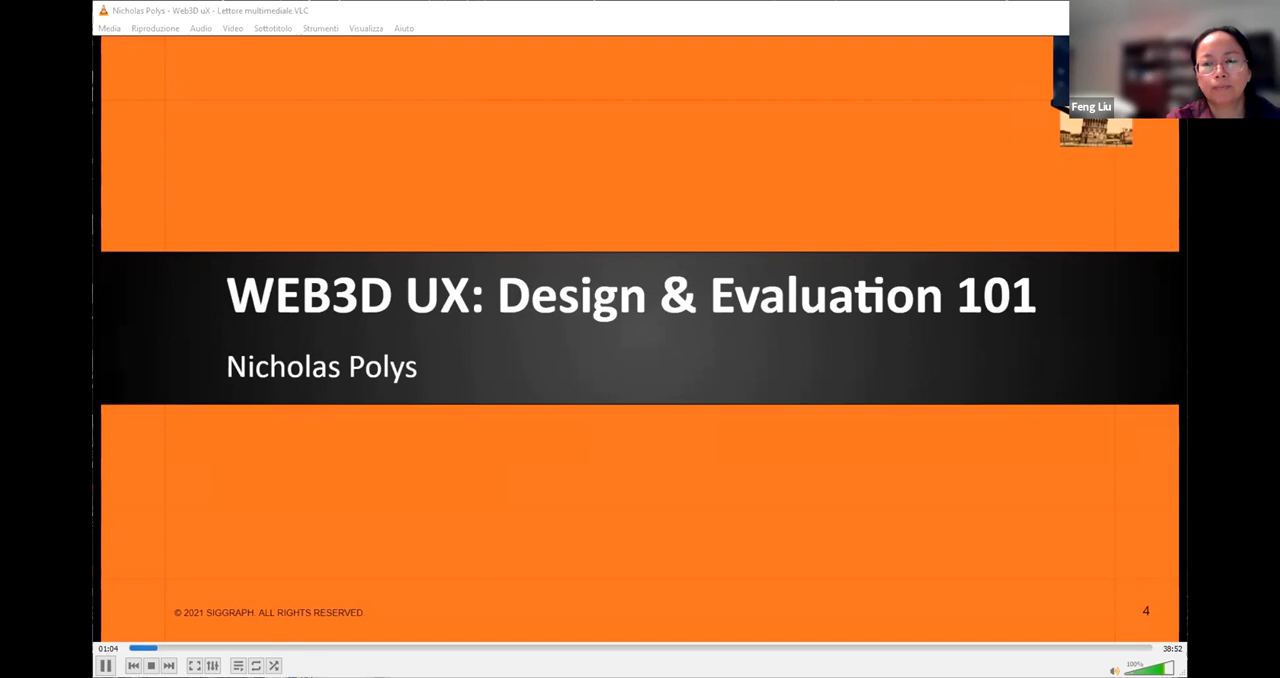 Nicholas Polys - Web3D uX - Lettore multimediale VLC
Media Riproduzione Audio Video Sottotitolo Strumenti Visualizza Aiuto
Feng Liu
WEB3D UX: Design & Evaluation 101
Nicholas Polys
© 2021 SIGGRAPH. ALL RIGHTS RESERVED
4
01:04
38:52
100%